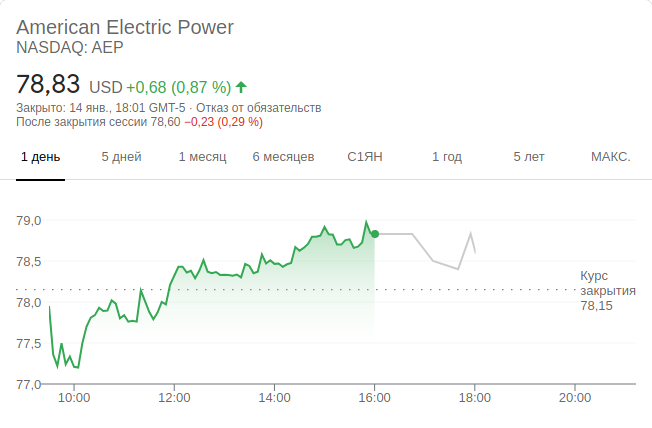 American Electric Power
NASDAQ: AEP
78,83 USD +0,68 (0,87 %)
Закрыто: 14 янв., 18:01 GMT-5 · Отказ от обязательств
После закрытия сессии 78,60 −0,23 (0,29 %)
1 день 5 дней 1 месяц 6 месяцев С1ЯН 1 год 5 лет МАКС.
79,0
78,5
Курс
закрытия
78,15
78,0
77,5
77,0
10:00 12:00 14:00 16:00 18:00 20:00